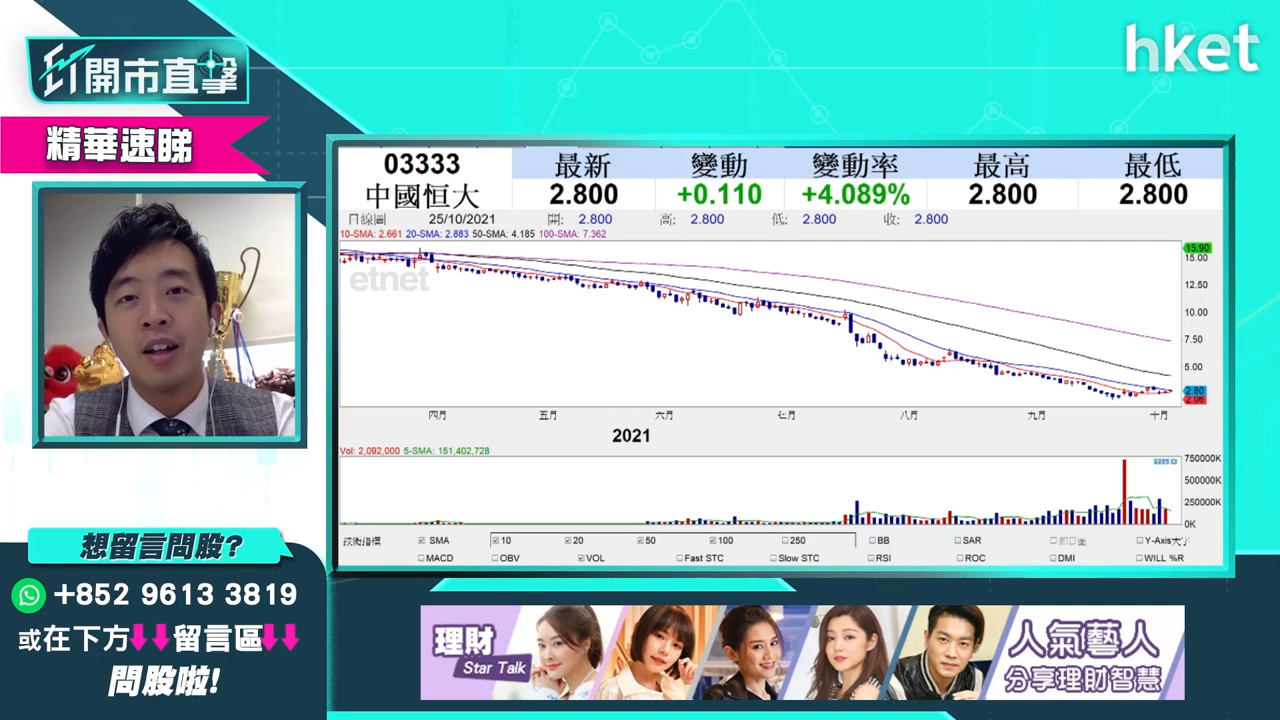 ET開市直擊
hket
精華速睇
03333
中國恒大
最新
2.800
變動
+0.110
變動率
+4.089%
最高
2.800
最低
2.800
日線圖 25/10/2021 開: 2.800 高: 2.800 低: 2.800 收: 2.800
10-SMA: 2.661 20-SMA: 2.883 50-SMA: 4.185 100-SMA: 7.362
etnet
15.90
15.00
12.50
10.00
7.50
5.00
2.80
2.06
四月 五月 六月 七月 八月 九月 十月
2021
Vol: 2,092,000 5-SMA: 151,402,728
750000K
500000K
250000K
0K
技術指標 SMA 10 20 50 100 250 BB SAR Y-Axis大字
MACD OBV VOL Fast STC Slow STC RSI ROC DMI WILL %R
想留言問股?
+852 9613 3819
或在下方留言區
問股啦!
理財
Star Talk
人氣藝人
分享理財智慧